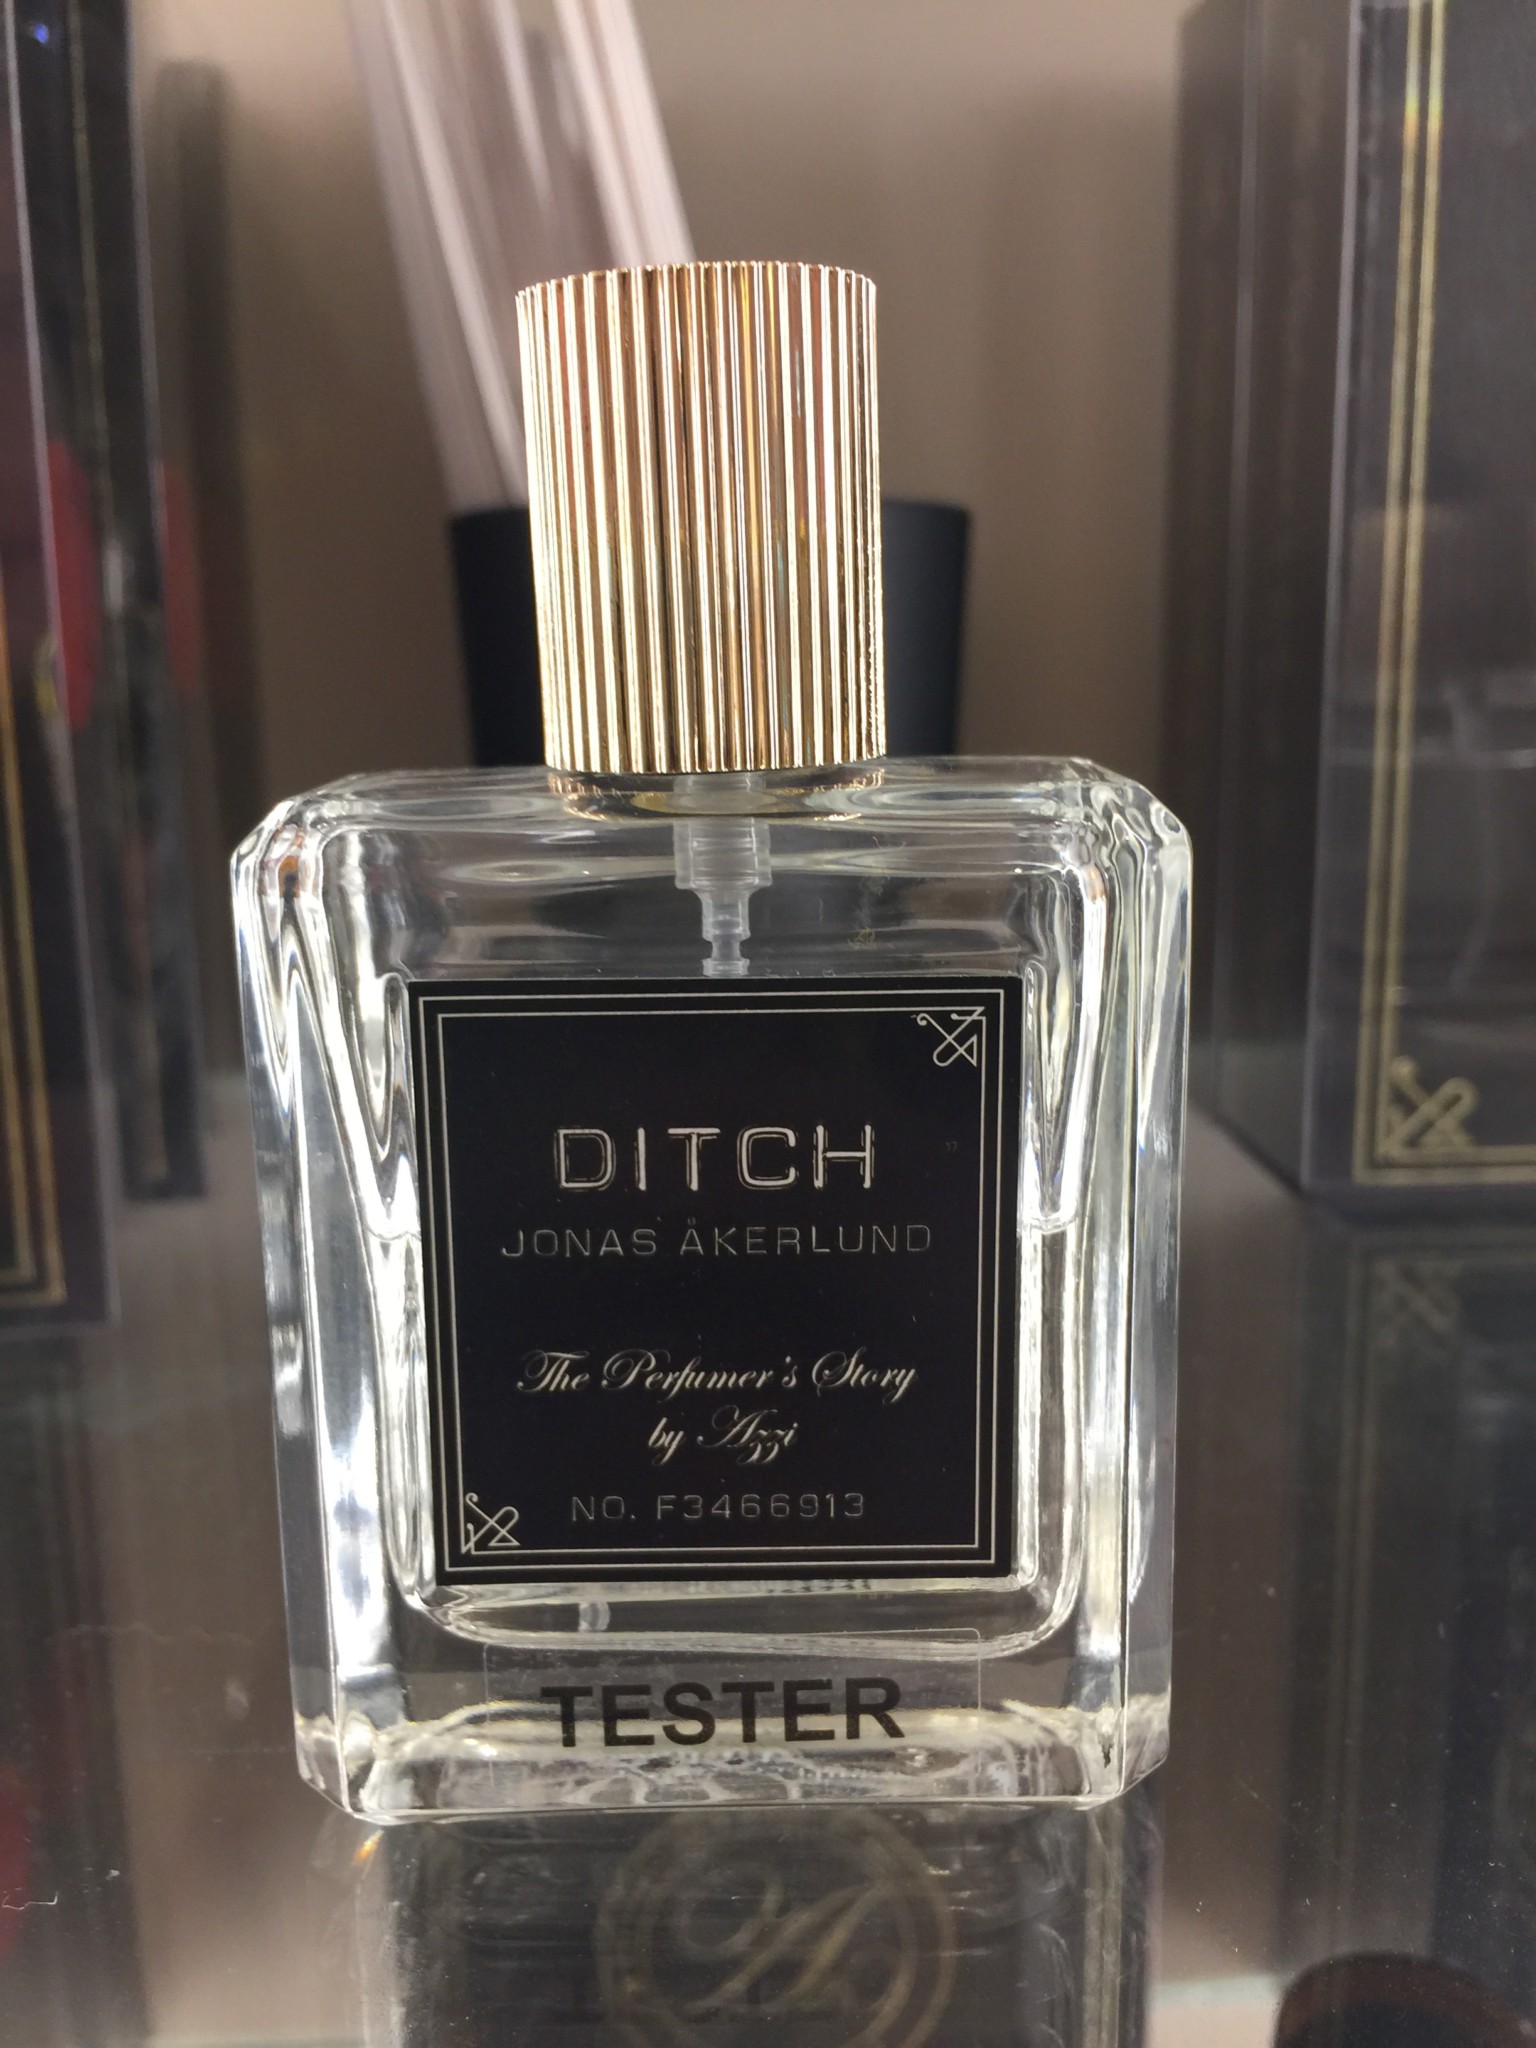 DITCH
JONAS ÅKERLUND
The Perfumer's Story
by Azzi
NO. F3466913
TESTER